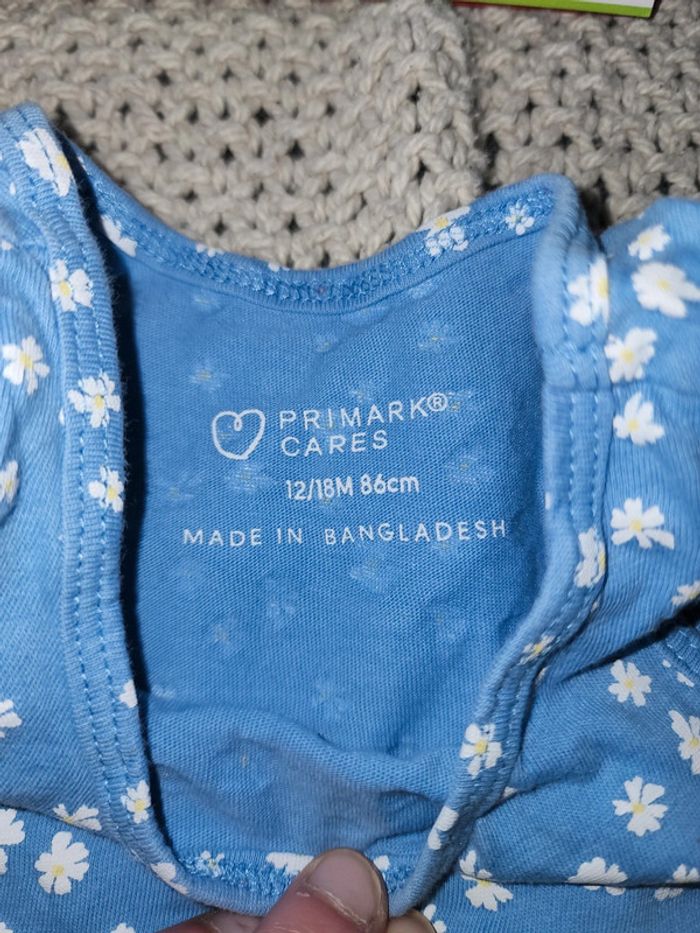 PRIMARK®
CARES
12/18M 86cm
MADE IN BANGLADESH